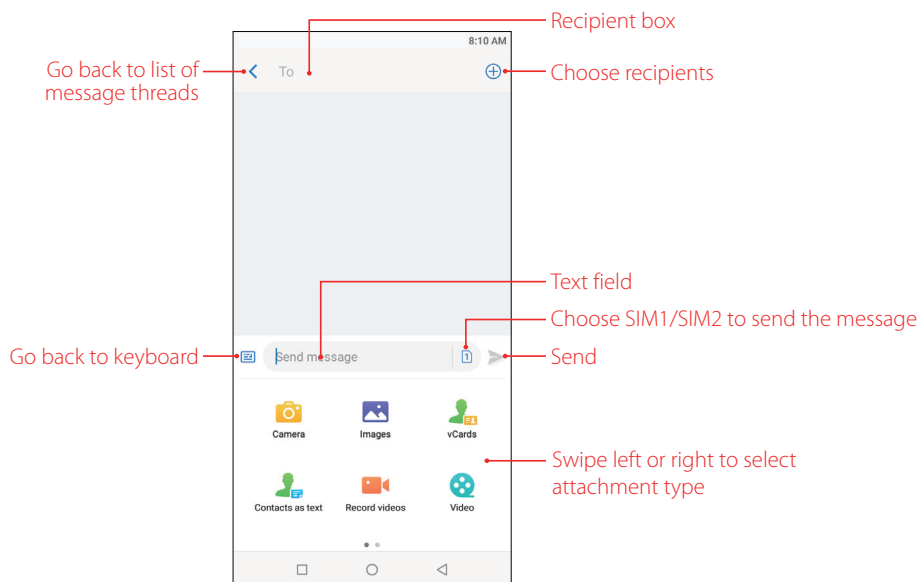 Recipient box
8:10 AM
Go back to list of
message threads
To
Choose recipients
Text field
Choose SIM1/SIM2 to send the message
Go back to keyboard
Send message
1
Send
Camera
Images
vCards
Swipe left or right to select
attachment type
Contacts as text
Record videos
Video